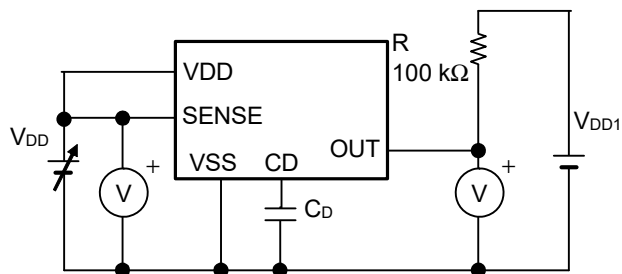 R
100 kΩ
VDD
SENSE
VDD
VDD1
OUT
VSS
CD
V
+
CD
V
+